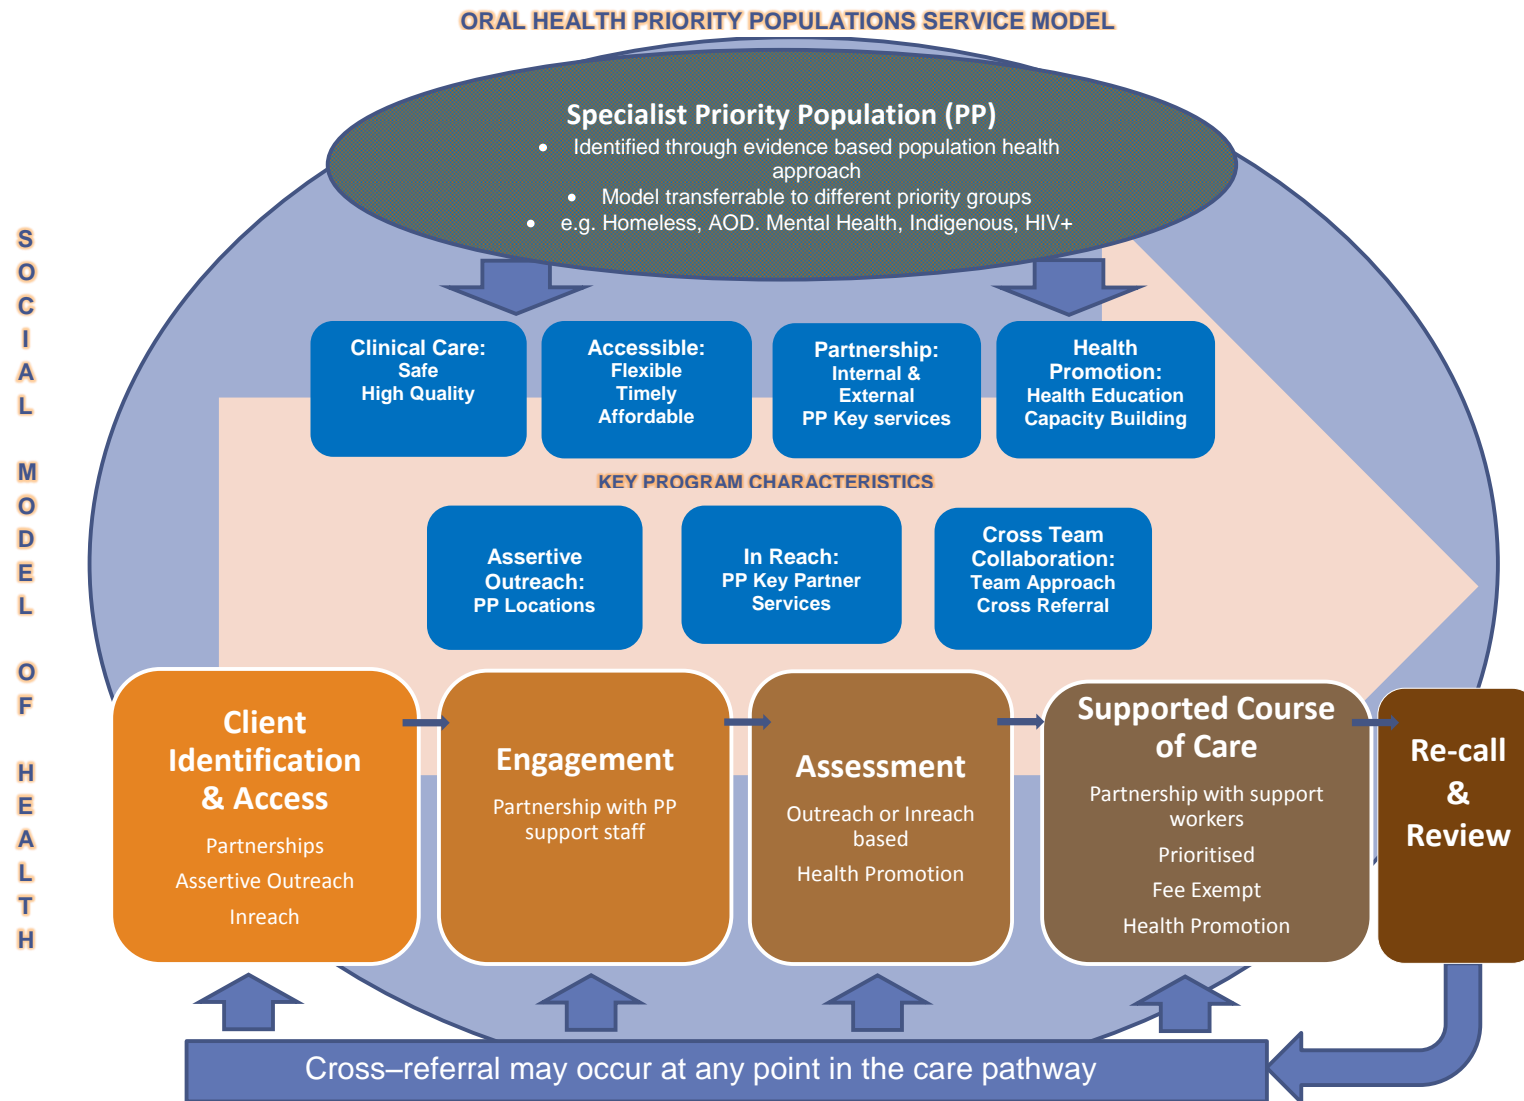 ORAL HEALTH PRIORITY POPULATIONS SERVICE MODEL
Specialist Priority Population (PP)
• Identified through evidence based population health
approach
• Model transferrable to different priority groups
• e.g. Homeless, AOD. Mental Health, Indigenous, HIV+
SOCIAL MODEL OF HEALTH
Clinical Care:
Safe
High Quality
Accessible:
Flexible
Timely
Affordable
Partnership:
Internal &
External
PP Key services
Health
Promotion:
Health Education
Capacity Building
KEY PROGRAM CHARACTERISTICS
Assertive
Outreach:
PP Locations
In Reach:
PP Key Partner
Services
Cross Team
Collaboration:
Team Approach
Cross Referral
Client
Identification
& Access
Partnerships
Assertive Outreach
Inreach
Engagement
Partnership with PP
support staff
Assessment
Outreach or Inreach
based
Health Promotion
Supported Course
of Care
Partnership with support
workers
Prioritised
Fee Exempt
Health Promotion
Re-call
&
Review
Cross–referral may occur at any point in the care pathway